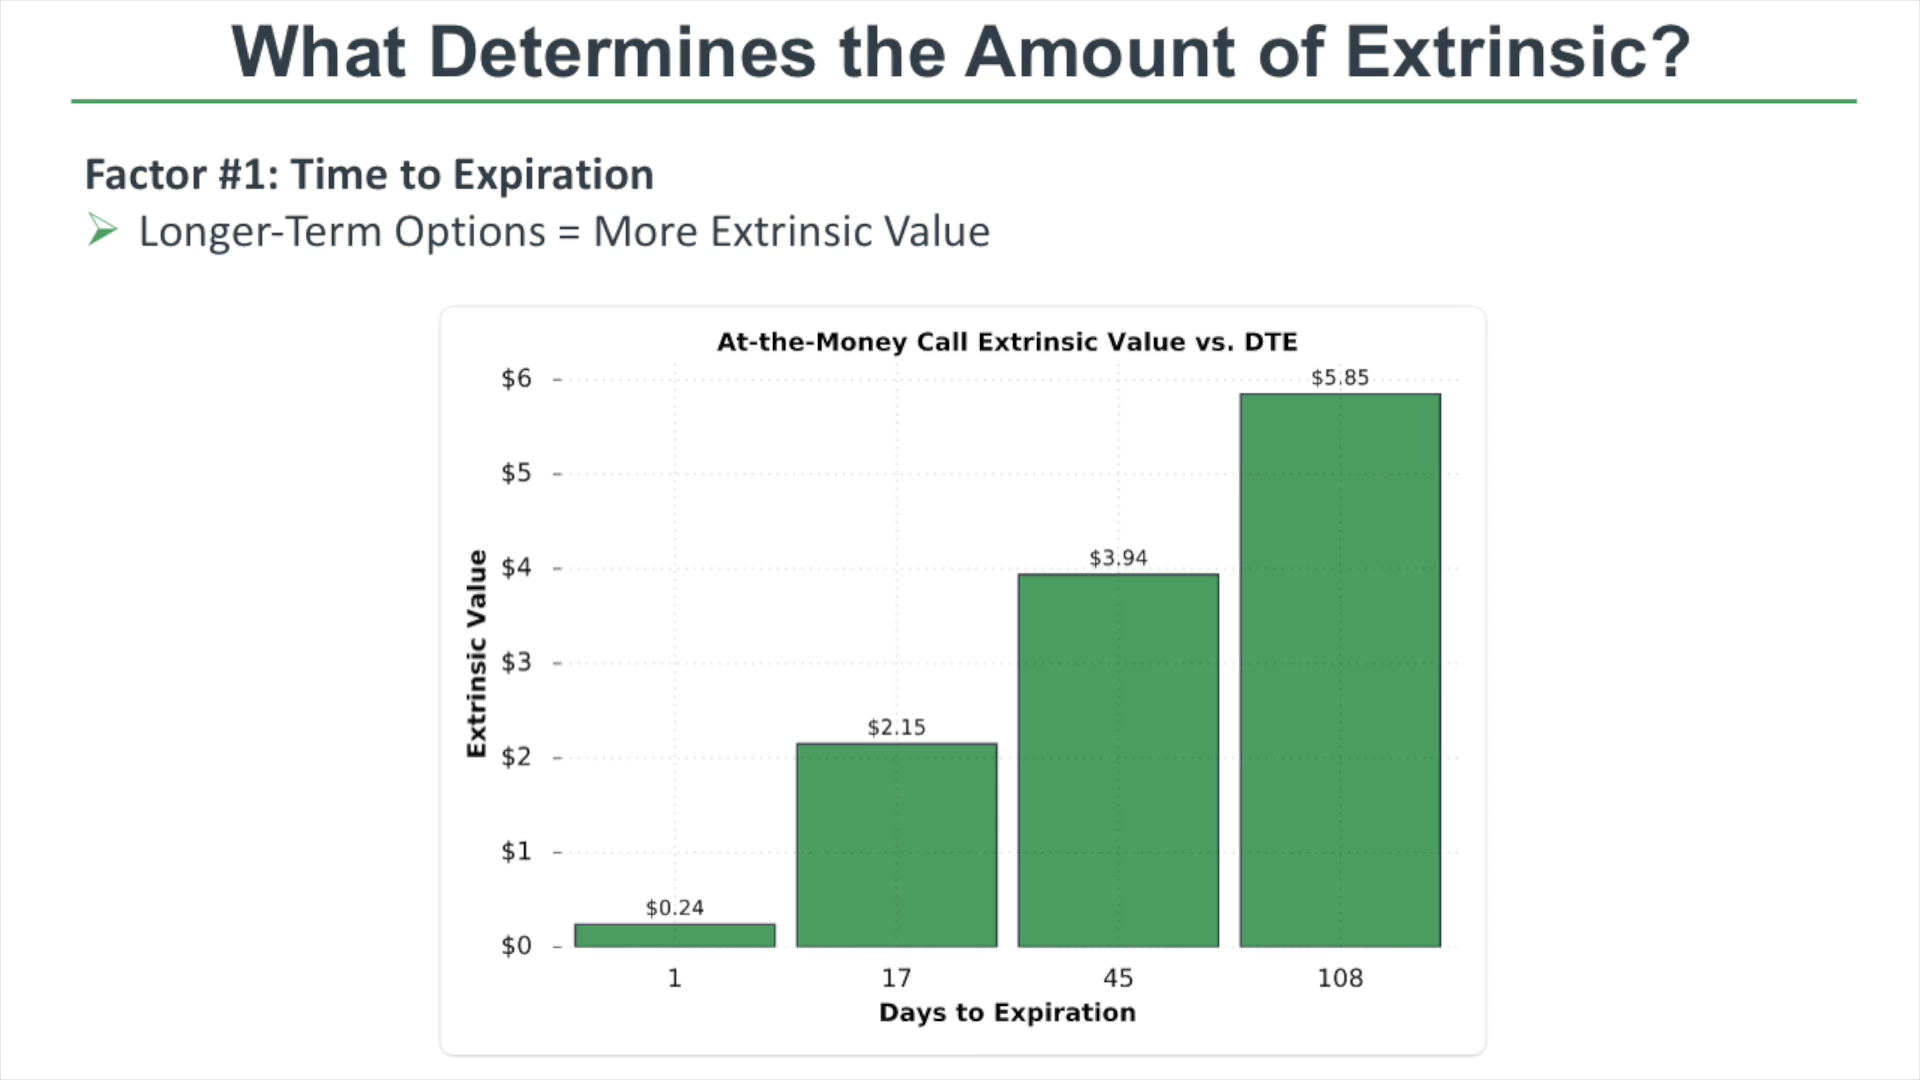 What Determines the Amount of Extrinsic?
Factor #1: Time to Expiration
Longer-Term Options = More Extrinsic Value
At-the-Money Call Extrinsic Value vs. DTE
$6
$5
$4
$3
$2
$1
$0
Extrinsic Value
$0.24
$2.15
$3.94
$5.85
1 17 45 108
Days to Expiration